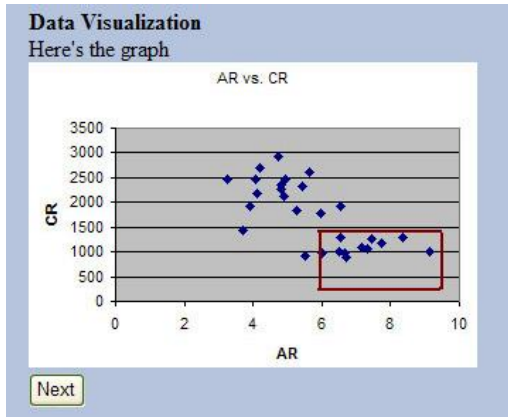 Data Visualization
Here's the graph
AR vs. CR
3500
3000
2500
2000
1500
1000
500
0
CR
0 2 4 6 8 10
AR
Next